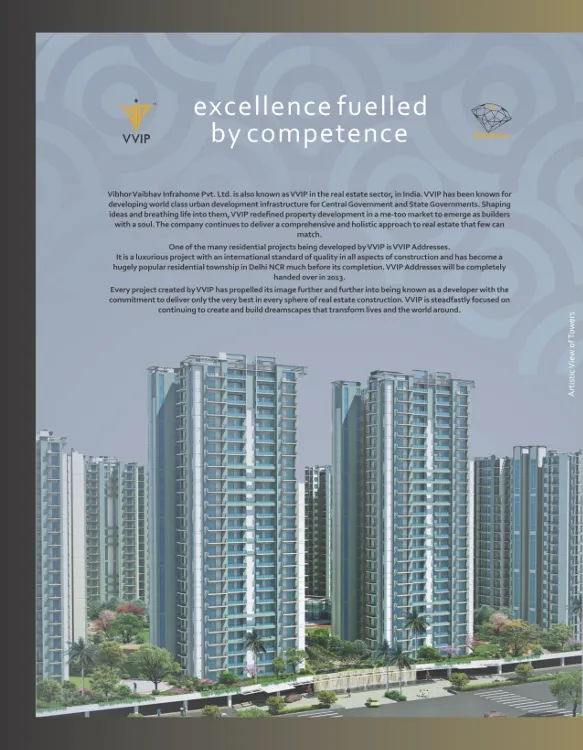 VVIP
excellence fuelled
by competence
Vibhor Vaibhav Infrahome Pvt. Ltd. is also known as VVIP in the real estate sector, in India. VVIP has been known for
developing world class urban development infrastructure for Central Government and State Governments. Shaping
ideas and breathing life into them, VVIP redefined property development in a me-too market to emerge as builders
with a soul. The company continues to deliver a comprehensive and holistic approach to real estate that few can
match.
One of the many residential projects being developed by VVIP is VVIP Addresses.
It is a luxurious project with an international standard of quality in all aspects of construction and has become a
hugely popular residential township in Delhi NCR much before its completion. VVIP Addresses will be completely
handed over in 2013.
Every project created by VVIP has propelled its image further and further into being known as a developer with the
commitment to deliver only the very best in every sphere of real estate construction. VVIP is steadfastly focused on
continuing to create and build dreamscapes that transform lives and the world around.
Artistic View of Towers